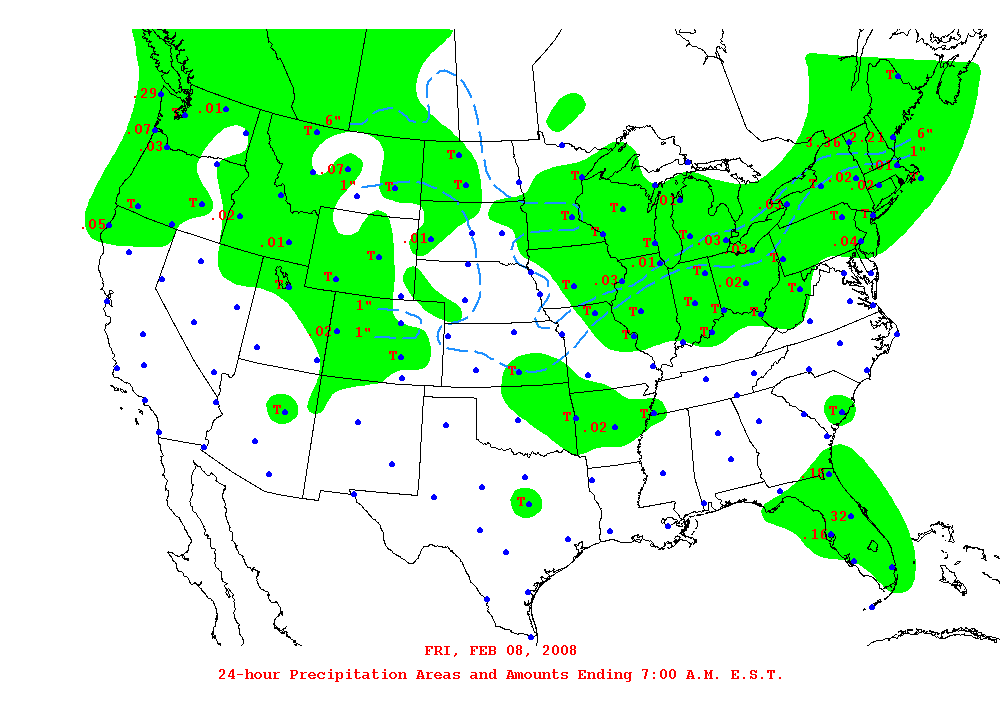 T
.29
T .01
6"
.07
T
3.36 2.21 6"
.03
T
1"
.01
.07
T
1" T T
.02 .02
T
T T .01 T
.03
.02
T T T
.05
.01
.01 T .03 .03 .04
T
.01 T T
T T .03 .02 T
1" T T T T
.02 1" T T
T
T
T T T T
.02
.18
T
.32
.16
FRI, FEB 08, 2008
24-hour Precipitation Areas and Amounts Ending 7:00 A.M. E.S.T.